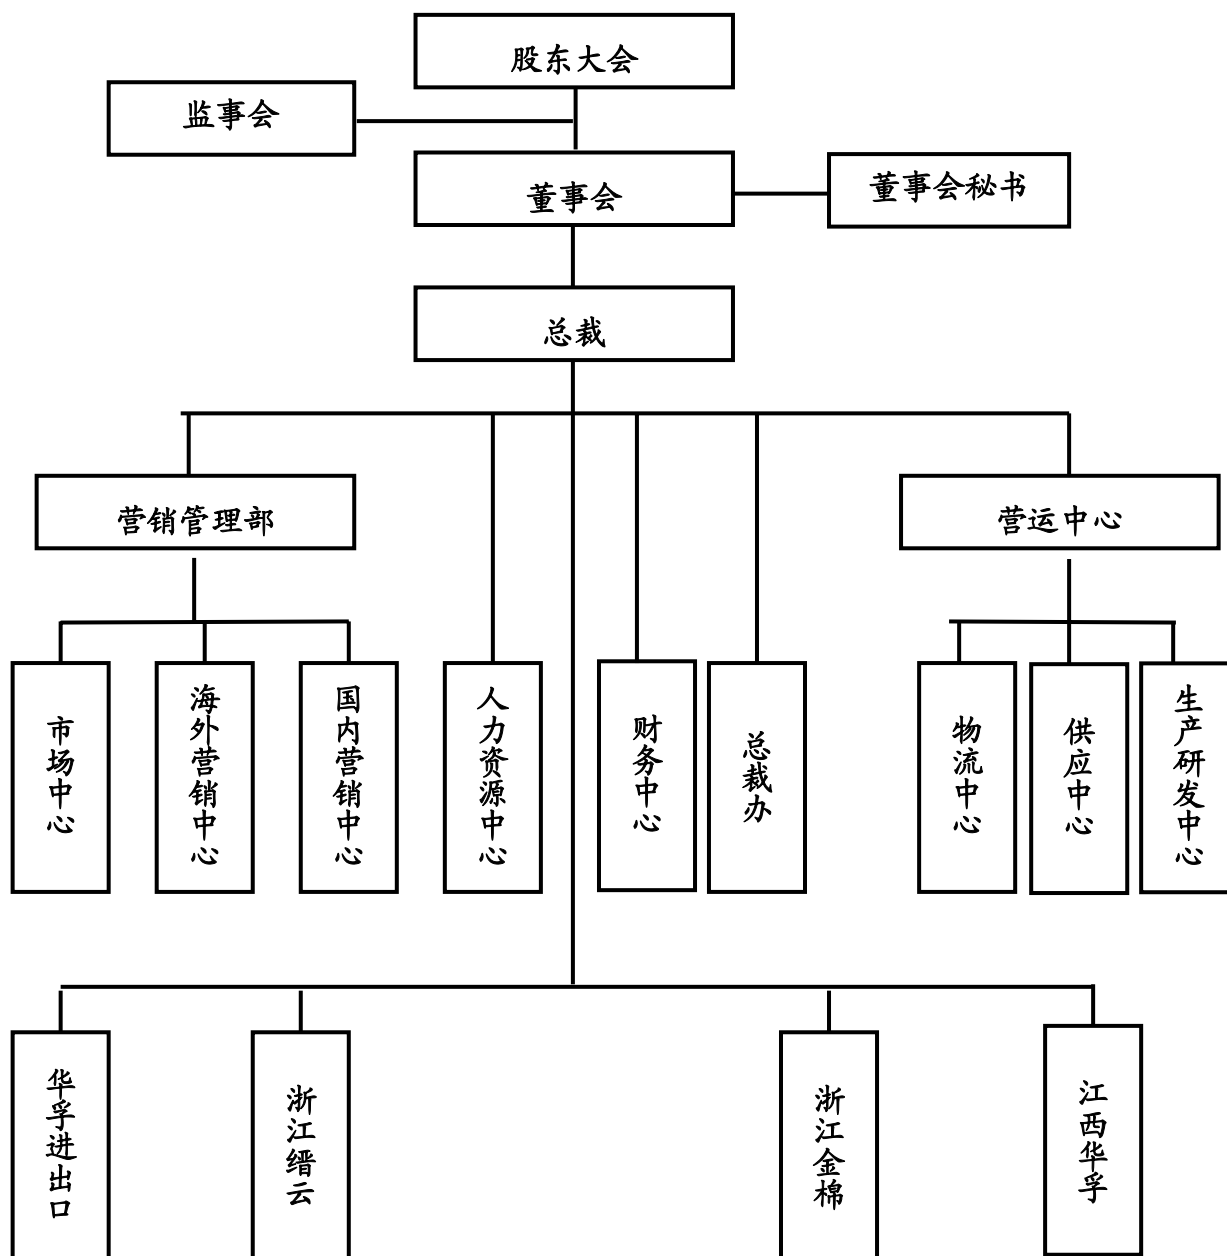 股东大会
监事会
董事会
董事会秘书
总裁
营销管理部
营运中心
市场中心
海外营销中心
国内营销中心
人力资源中心
财务中心
总裁办
物流中心
供应中心
生产研发中心
华孚进出口
浙江缙云
浙江金棉
江西华孚